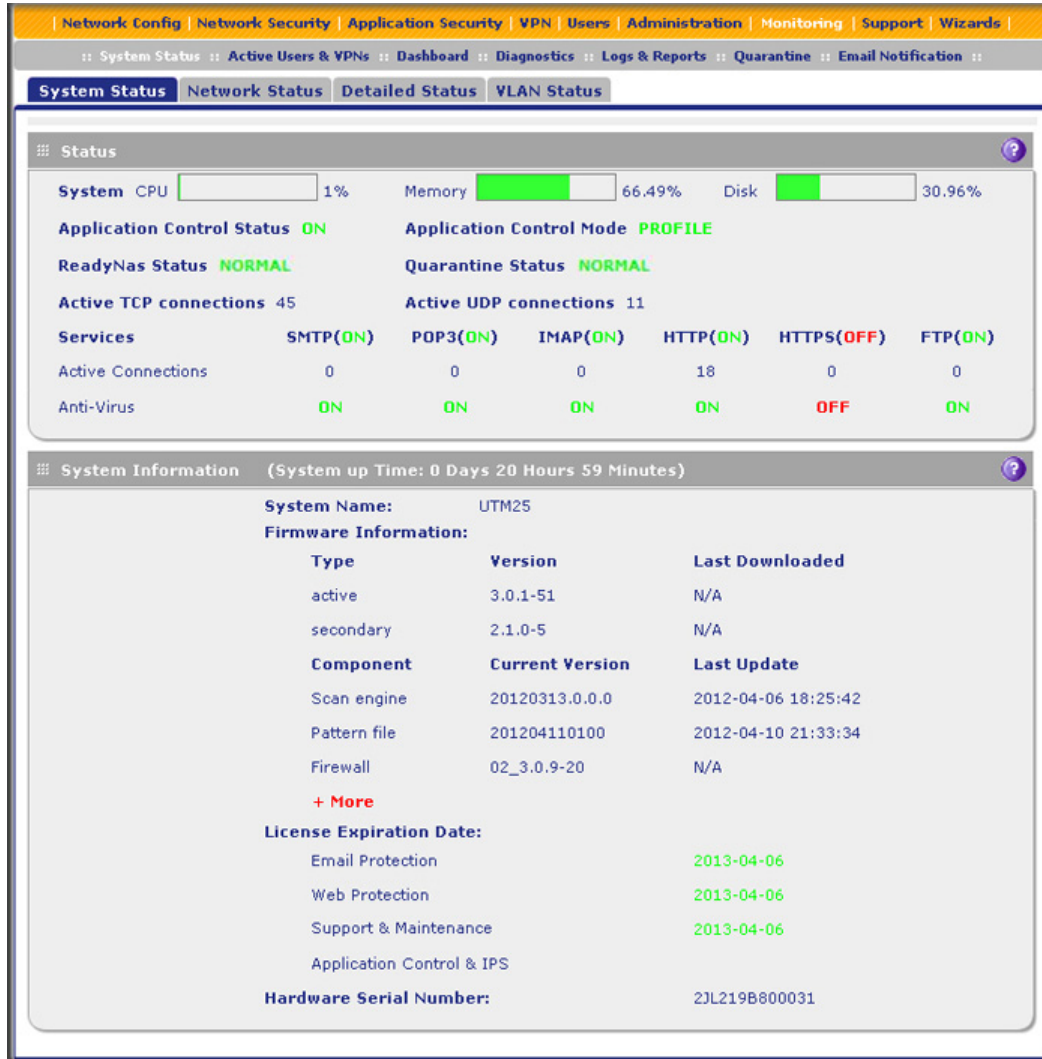 | Network Config | Network Security | Application Security | VPN | Users | Administration | Monitoring | Support | Wizards |
:: System Status :: Active Users & VPNs :: Dashboard :: Diagnostics :: Logs & Reports :: Quarantine :: Email Notification ::
System Status Network Status Detailed Status VLAN Status
Status ?
System CPU 1% Memory 66.49% Disk 30.96%
Application Control Status ON Application Control Mode PROFILE
ReadyNas Status NORMAL Quarantine Status NORMAL
Active TCP connections 45 Active UDP connections 11
Services SMTP(ON) POP3(ON) IMAP(ON) HTTP(ON) HTTPS(OFF) FTP(ON)
Active Connections 0 0 0 18 0 0
Anti-Virus ON ON ON ON OFF ON
System Information (System up Time: 0 Days 20 Hours 59 Minutes) ?
System Name: UTM25
Firmware Information:
Type Version Last Downloaded
active 3.0.1-51 N/A
secondary 2.1.0-5 N/A
Component Current Version Last Update
Scan engine 20120313.0.0.0 2012-04-06 18:25:42
Pattern file 201204110100 2012-04-10 21:33:34
Firewall 02_3.0.9-20 N/A
+ More
License Expiration Date:
Email Protection 2013-04-06
Web Protection 2013-04-06
Support & Maintenance 2013-04-06
Application Control & IPS
Hardware Serial Number: 2JL219B800031